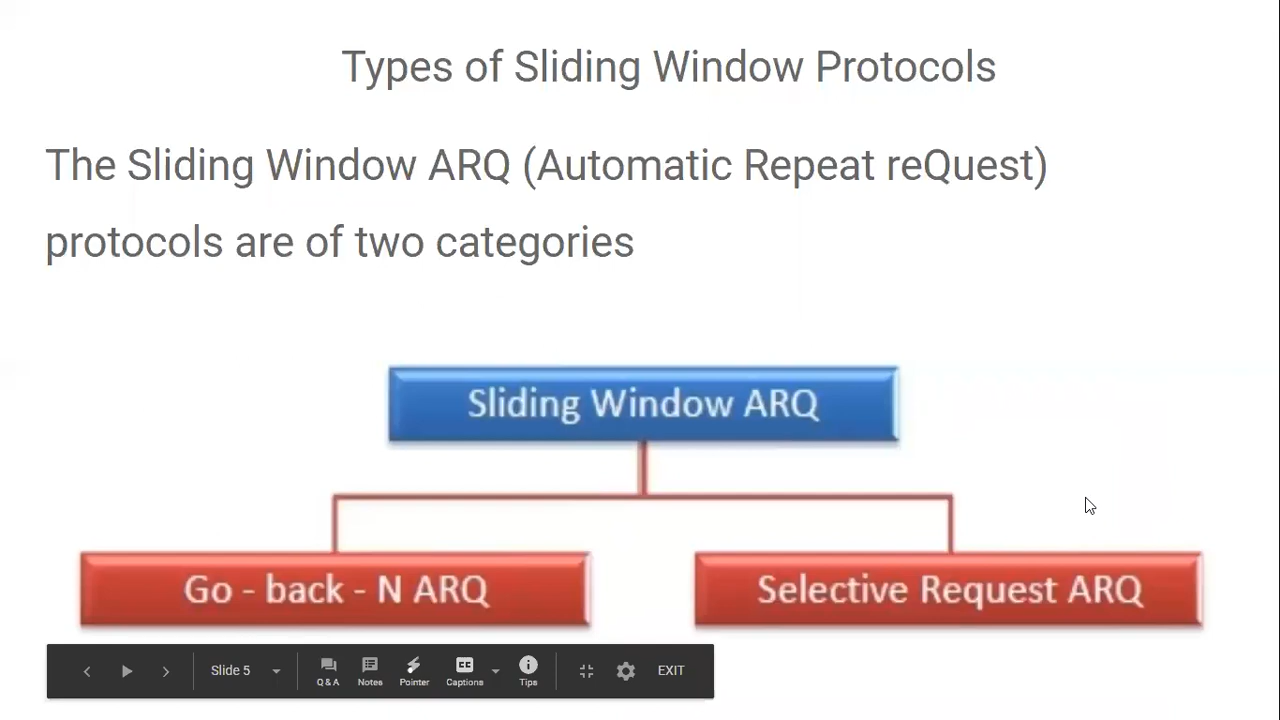 Types of Sliding Window Protocols
The Sliding Window ARQ (Automatic Repeat reQuest)
protocols are of two categories
Sliding Window ARQ
Go - back - N ARQ
Selective Request ARQ
Slide 5
Q & A
Notes
Pointer
Captions
Tips
EXIT